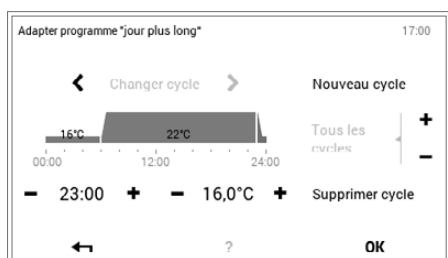 Adapter programme "jour plus long" 17:00
Changer cycle Nouveau cycle
16°C 22°C
Tous les
cycles
00:00 12:00 24:00
− 23:00 + − 16,0°C + Supprimer cycle
? OK